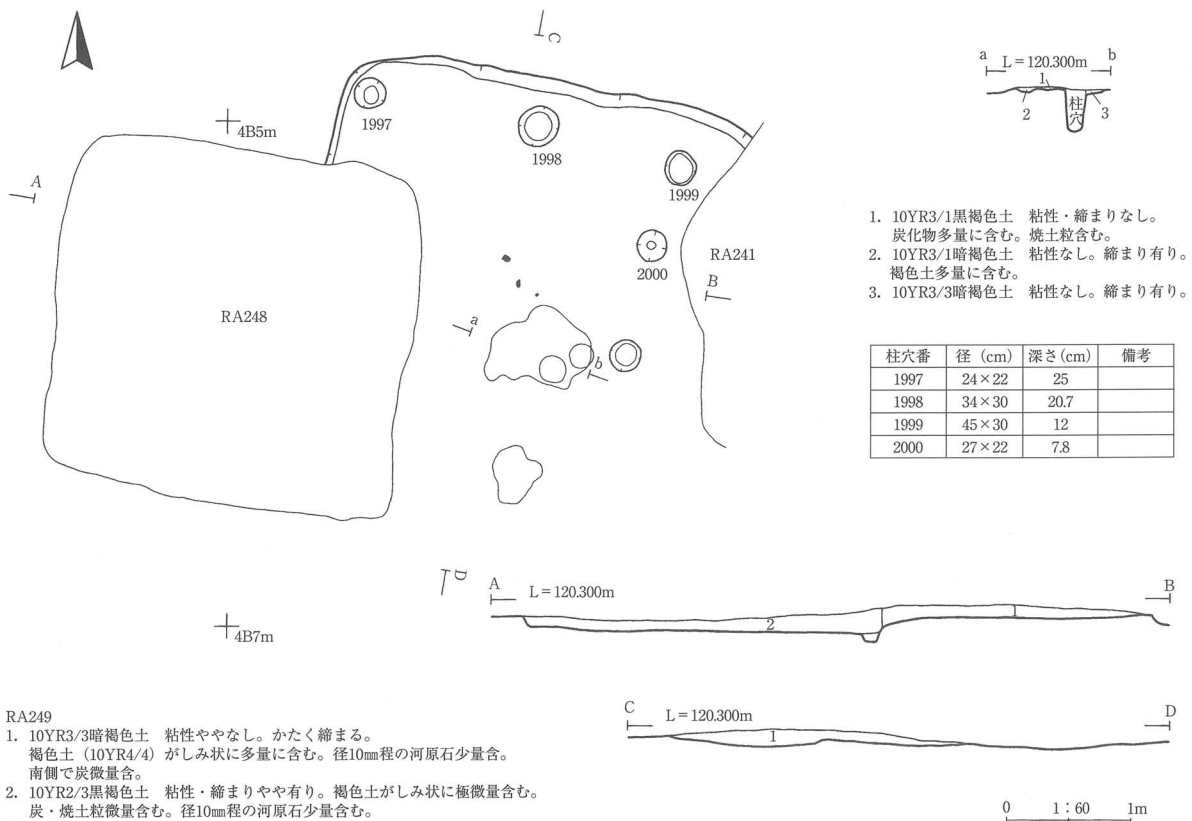 C
a L＝120.300m b
1
2
柱穴
3
1997
4B5m
1998
A
1999
1. 10YR3/1黒褐色土　粘性・締まりなし。
炭化物多量に含む。焼土粒含む。
2. 10YR3/1暗褐色土　粘性なし。締まり有り。
褐色土多量に含む。
3. 10YR3/3暗褐色土　粘性なし。締まり有り。
2000
RA241
B
RA248
a
b
柱穴番 径（cm） 深さ(cm) 備考
1997 24×22 25
1998 34×30 20.7
1999 45×30 12
2000 27×22 7.8
D
A L＝120.300m B
2
4B7m
C L＝120.300m D
1
RA249
1. 10YR3/3暗褐色土　粘性ややなし。かたく締まる。
褐色土（10YR4/4）がしみ状に多量に含む。径10㎜程の河原石少量含。
南側で炭微量含。
2. 10YR2/3黒褐色土　粘性・締まりやや有り。褐色土がしみ状に極微量含む。
炭・焼土粒微量含む。径10㎜程の河原石少量含む。
0 1：60 1m